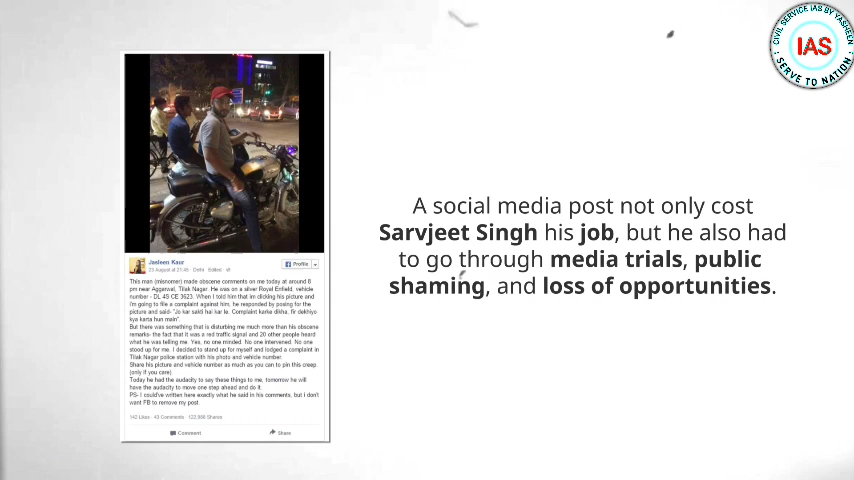 CIVIL SERVICE IAS BY YASHEEN
IAS
: SERVE TO NATION :
A social media post not only cost
Sarvjeet Singh his job, but he also had
to go through media trials, public
shaming, and loss of opportunities.
Jasleen Kaur
Profile
23 August at 21:45 · Delhi · Edited
This man (misnomer) made obscene comments on me today at around 8
pm near Aggarwal, Tilak Nagar. He was on a silver Royal Enfield, vehicle
number - DL 4S CE 3623. When I told him that im clicking his picture and
i'm going to file a complaint against him, he responded by posing for the
picture and said- "Jo kar sakti hai kar le. Complaint karke dikha, fir dekhiyo
kya karta hun main".
But there was something that is disturbing me much more than his obscene
remarks- the fact that it was a red traffic signal and 20 other people heard
what he was telling me. Yes, no one minded. No one intervened. No one
stood up for me. I decided to stand up for myself and lodged a complaint in
Tilak Nagar police station with his photo and vehicle number.
Share his picture and vehicle number as much as you can to pin this creep.
(only if you care).
Today he had the audacity to say these things to me, tomorrow he will
have the audacity to move one step ahead and do it.
PS- I could've written here exactly what he said in his comments, but i don't
want FB to remove my post.
142 Likes · 43 Comments · Shares
Comment
Share